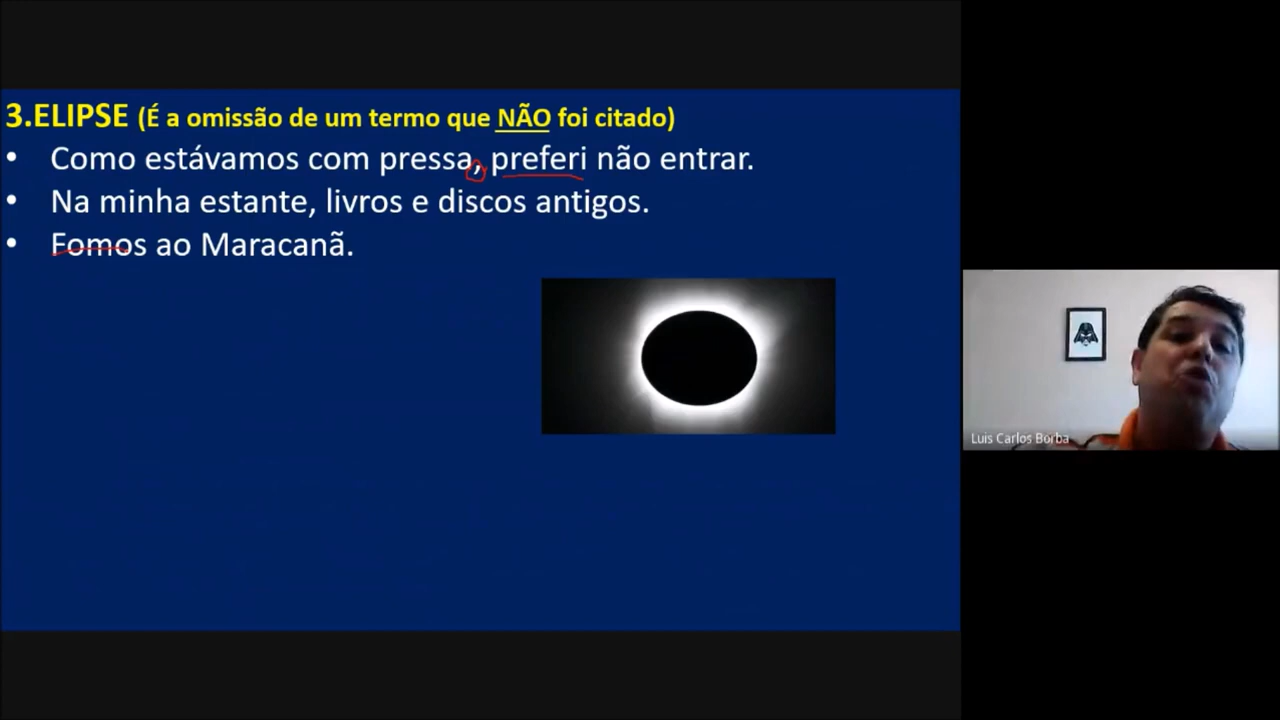 3.ELIPSE (É a omissão de um termo que NÃO foi citado)
• Como estávamos com pressa, preferi não entrar.
• Na minha estante, livros e discos antigos.
• Fomos ao Maracanã.
Luis Carlos Borba